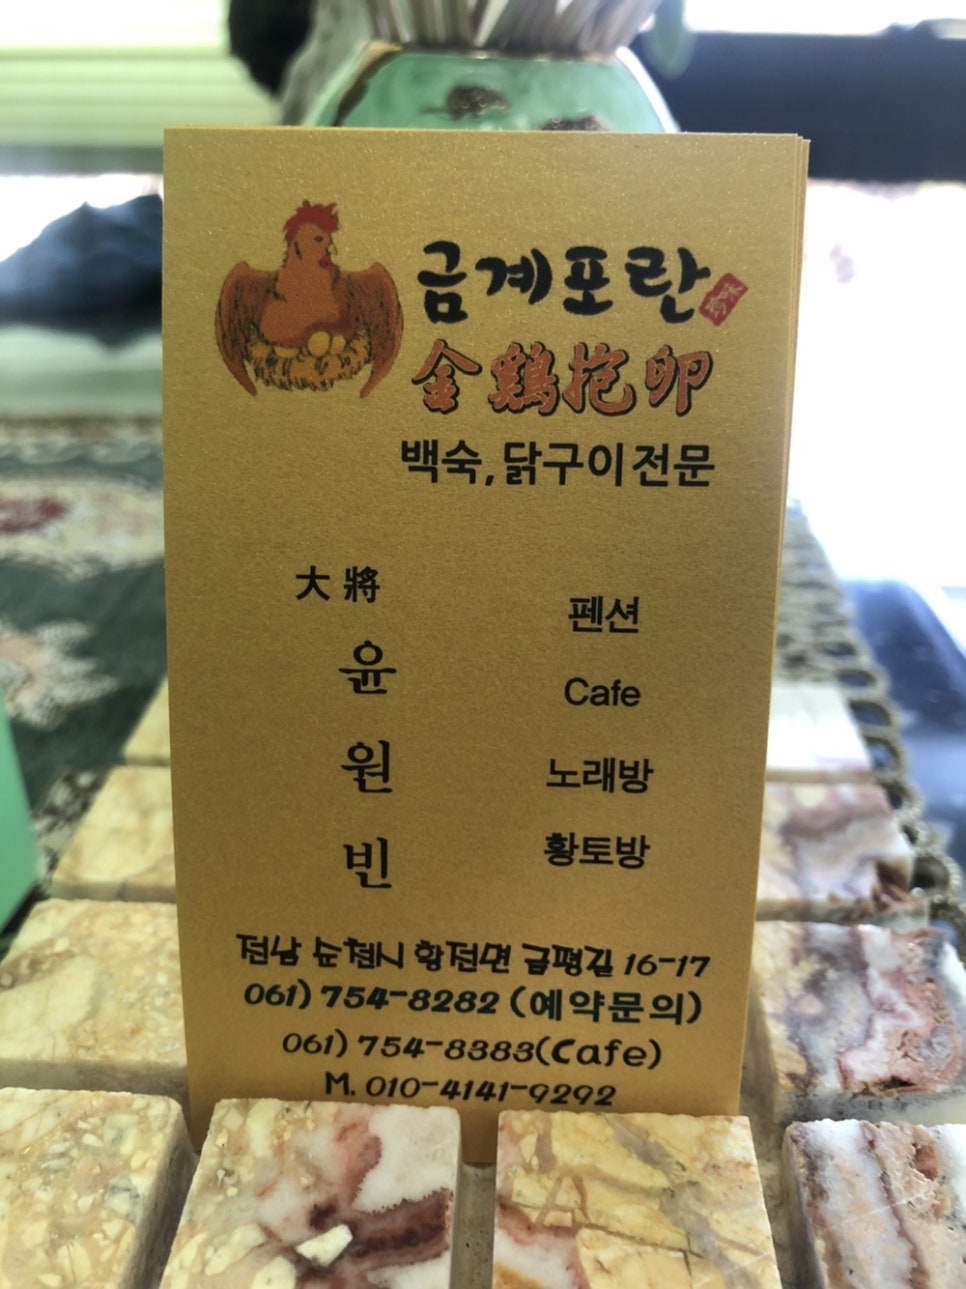 금계포란
金鷄抱卵
백숙, 닭구이 전문
大將
윤
원
빈
펜션
Cafe
노래방
황토방
전남 순천시 황전면 금평길 16-17
061) 754-8282 (예약문의)
061) 754-8383(Cafe)
M. 010-4141-9292